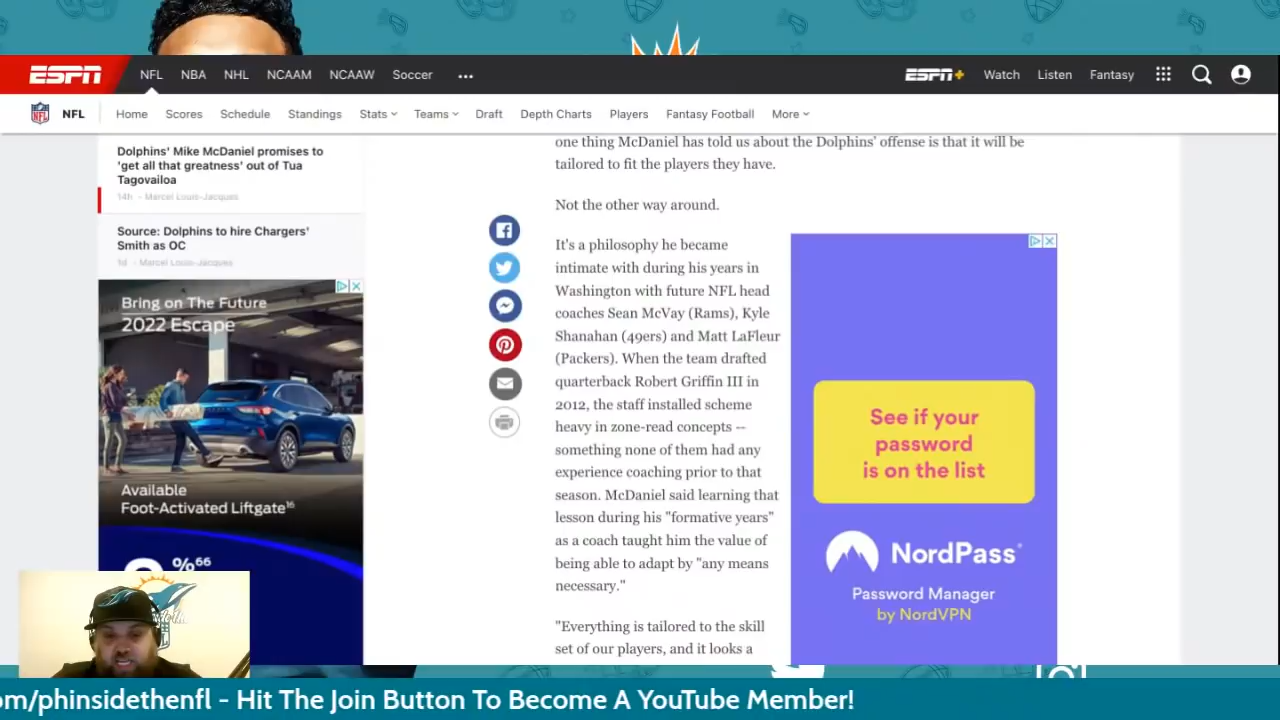 ESPN
NFL NBA NHL NCAAM NCAAW Soccer ...
ESPN+ Watch Listen Fantasy
NFL Home Scores Schedule Standings Stats Teams Draft Depth Charts Players Fantasy Football More
Dolphins' Mike McDaniel promises to
'get all that greatness' out of Tua
Tagovailoa
14h - Marcel Louis-Jacques
Source: Dolphins to hire Chargers'
Smith as OC
1d - Marcel Louis-Jacques
Bring on The Future
2022 Escape
Available
Foot-Activated Liftgate16
%66
one thing McDaniel has told us about the Dolphins' offense is that it will be
tailored to fit the players they have.
Not the other way around.
It's a philosophy he became
intimate with during his years in
Washington with future NFL head
coaches Sean McVay (Rams), Kyle
Shanahan (49ers) and Matt LaFleur
(Packers). When the team drafted
quarterback Robert Griffin III in
2012, the staff installed scheme
heavy in zone-read concepts --
something none of them had any
experience coaching prior to that
season. McDaniel said learning that
lesson during his "formative years"
as a coach taught him the value of
being able to adapt by "any means
necessary."
"Everything is tailored to the skill
set of our players, and it looks a
See if your
password
is on the list
NordPass
Password Manager
by NordVPN
om/phinsidethenfl - Hit The Join Button To Become A YouTube Member!